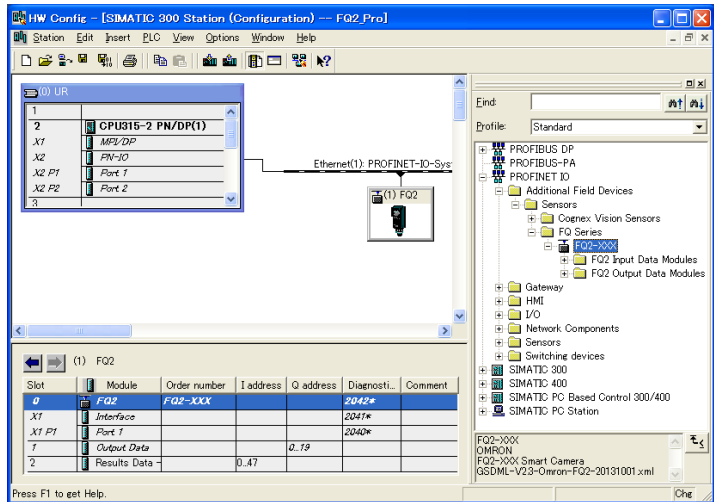 HW Config - [SIMATIC 300 Station (Configuration) -- FQ2_Pro]
Station Edit Insert PLC View Options Window Help
(0) UR
1
2 CPU315-2 PN/DP(1)
X1 MPI/DP
X2 PN-IO
X2 P1 Port 1
X2 P2 Port 2
3
Ethernet(1): PROFINET-IO-Sys
(1) FQ2
Find:
Profile: Standard
PROFIBUS DP
PROFIBUS-PA
PROFINET IO
Additional Field Devices
Sensors
Cognex Vision Sensors
FQ Series
FQ2-XXX
FQ2 Input Data Modules
FQ2 Output Data Modules
Gateway
HMI
I/O
Network Components
Sensors
Switching devices
SIMATIC 300
SIMATIC 400
SIMATIC PC Based Control 300/400
SIMATIC PC Station
(1) FQ2
Slot Module Order number I address Q address Diagnosti... Comment
0 FQ2 FQ2-XXX 2042*
X1 Interface 2041*
X1 P1 Port 1 2040*
1 Output Data 0..19
2 Results Data - 0..47
FQ2-XXX
OMRON
FQ2-XXX Smart Camera
GSDML-V2.3-Omron-FQ2-20131001.xml
Press F1 to get Help.
Chg